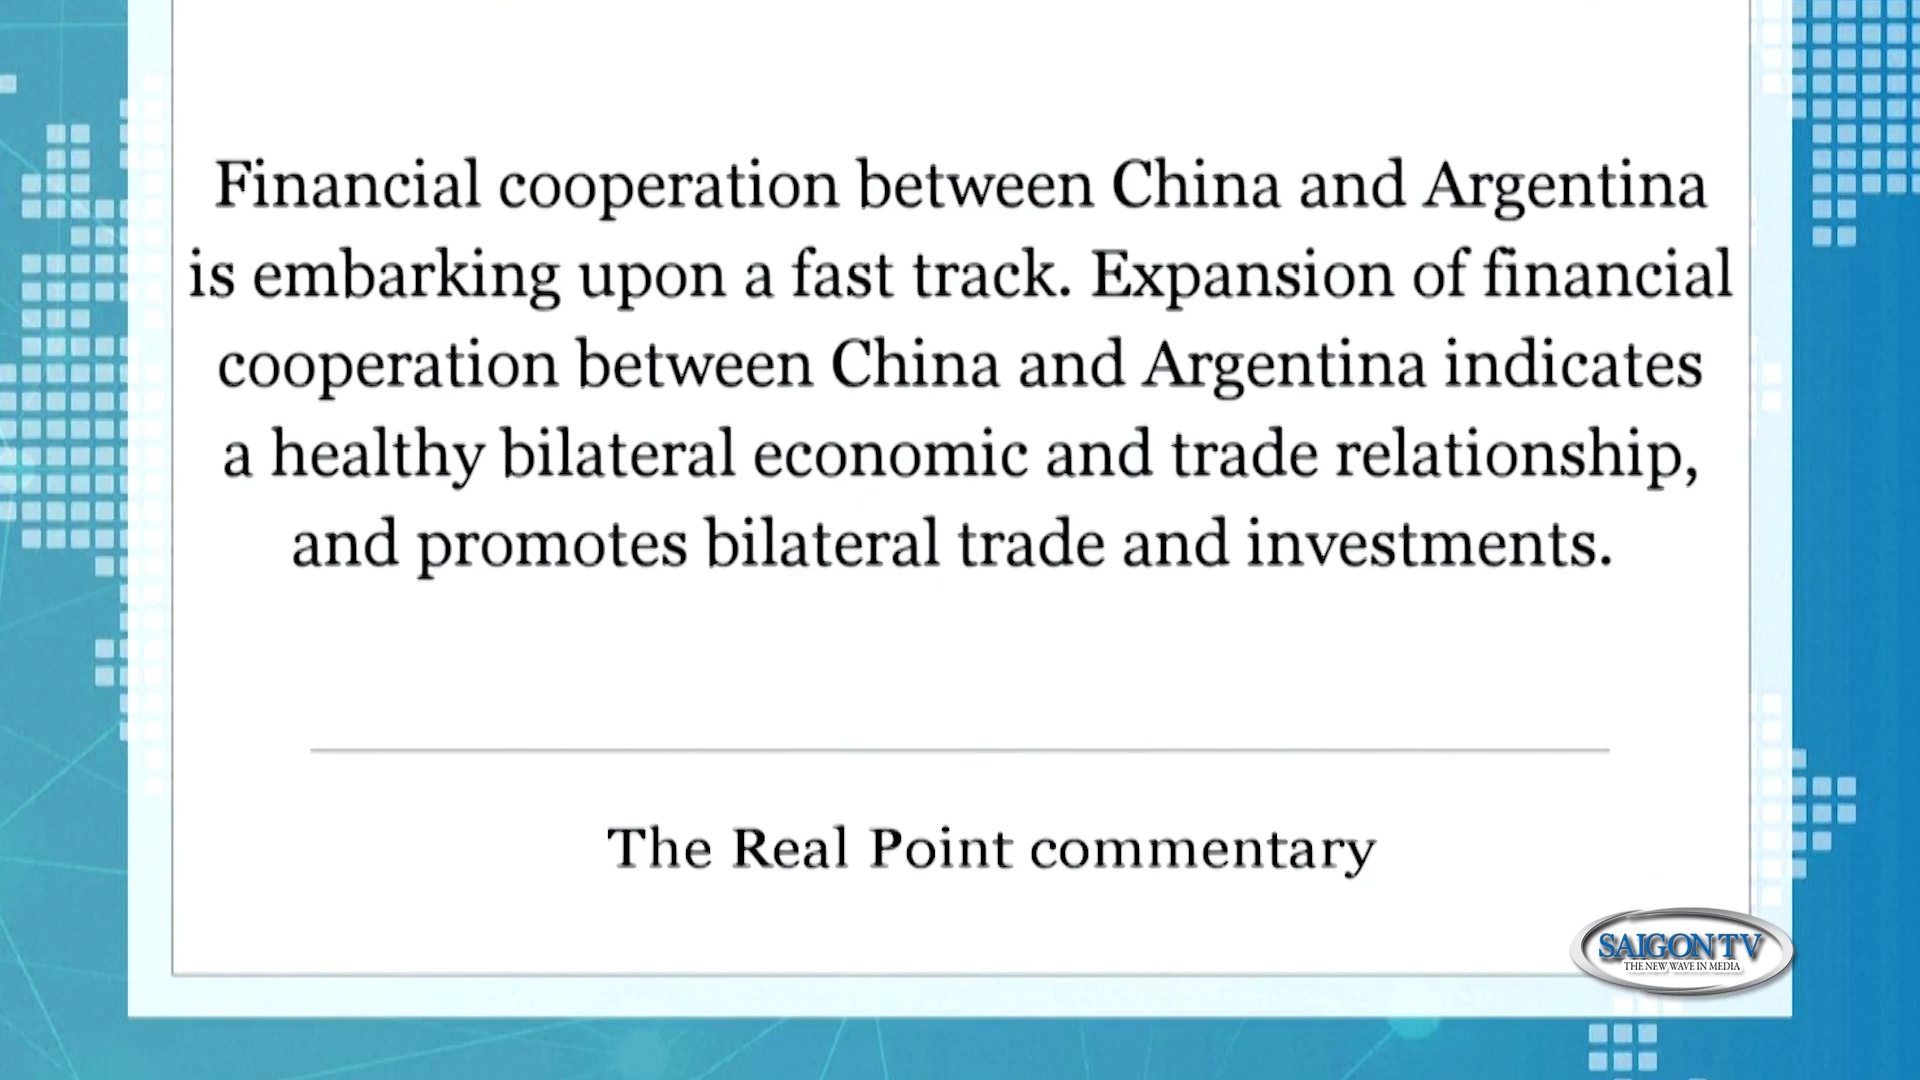 Financial cooperation between China and Argentina
is embarking upon a fast track. Expansion of financial
cooperation between China and Argentina indicates
a healthy bilateral economic and trade relationship,
and promotes bilateral trade and investments.
The Real Point commentary
SAIGON TV
THE NEW WAVE IN MEDIA